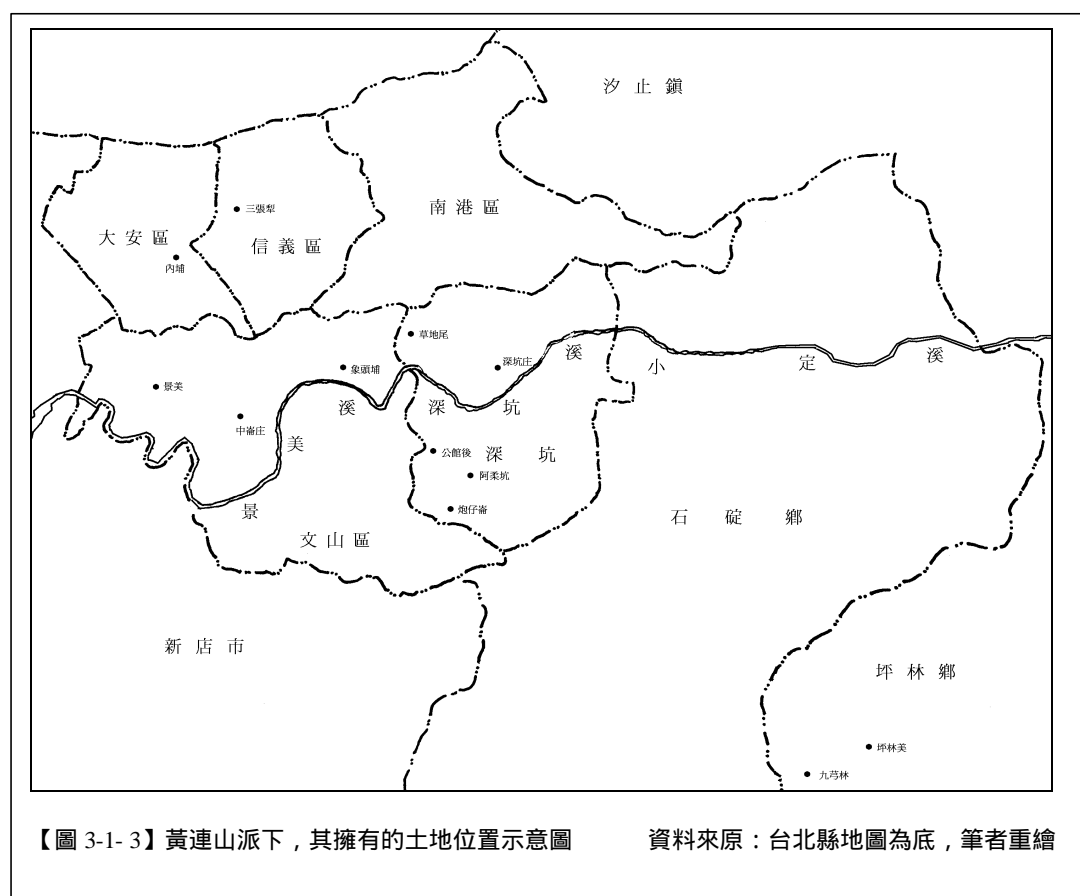 汐止鎮
南港區
三張犁
大安區
信義區
內埔
草地尾
深坑庄
象頭埔
景美
中崙庄
景美溪
深坑溪
小定溪
公館後
深坑
阿柔坑
炮仔崙
石碇鄉
文山區
新店市
坪林鄉
坪林美
九芎林
【圖 3-1- 3】黃連山派下，其擁有的土地位置示意圖　資料來原：台北縣地圖為底，筆者重繪